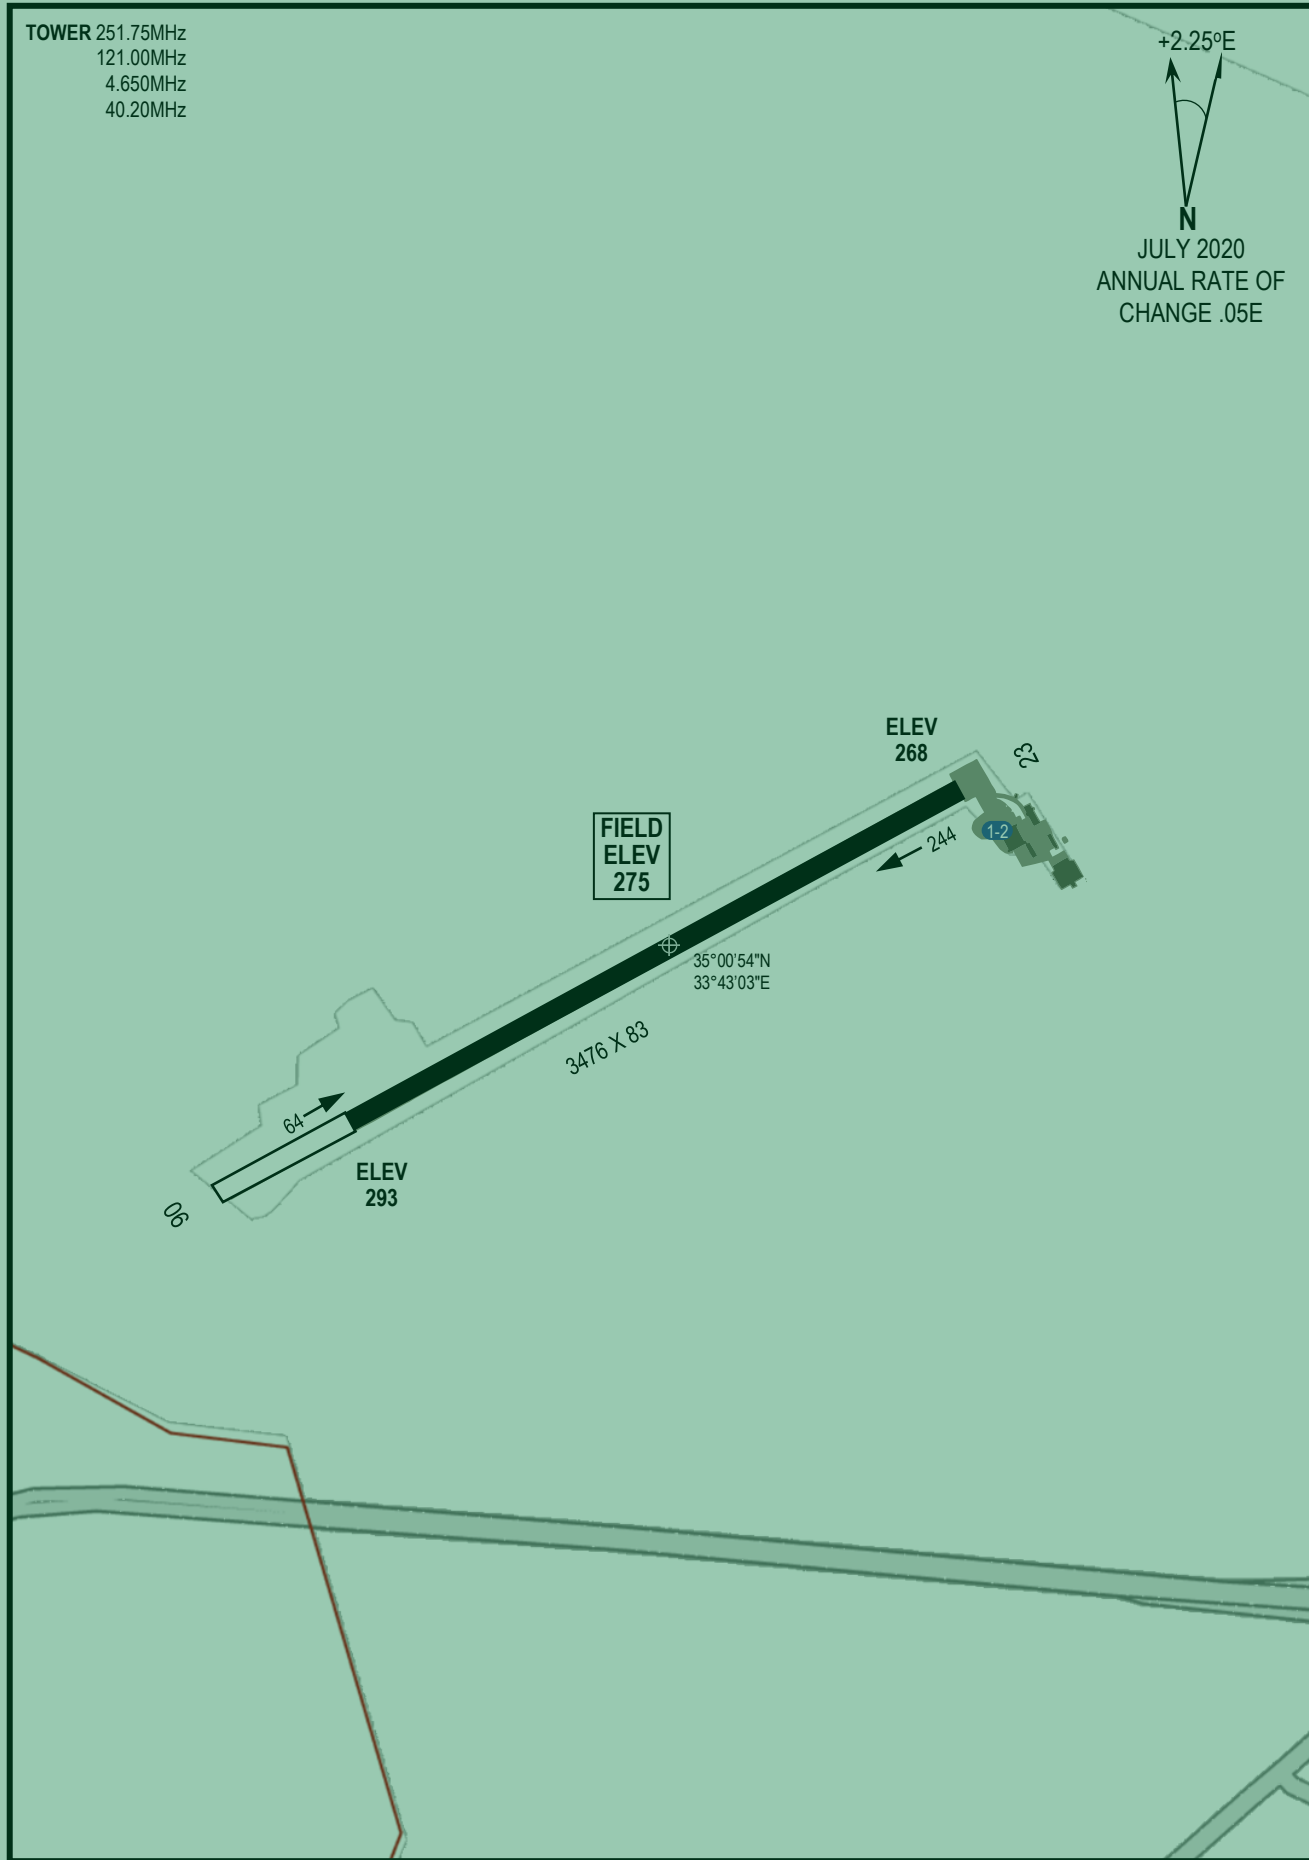 TOWER 251.75MHz
121.00MHz
4.650MHz
40.20MHz
+2.25ºE
N
JULY 2020
ANNUAL RATE OF
CHANGE .05E
ELEV
268
23
FIELD
ELEV
275
1-2
244
35°00'54"N
33°43'03"E
3476 X 83
64
ELEV
293
06